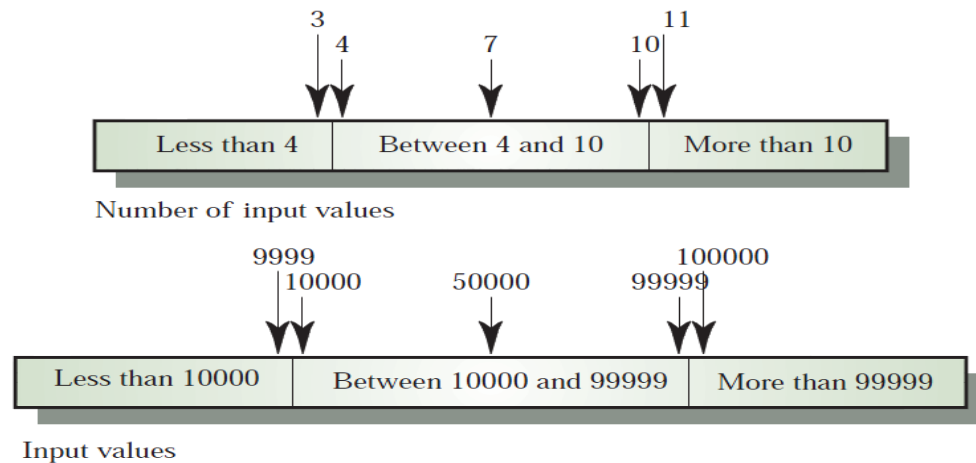 3 11
4 7 10
Less than 4 Between 4 and 10 More than 10
Number of input values
9999 100000
10000 50000 99999
Less than 10000 Between 10000 and 99999 More than 99999
Input values